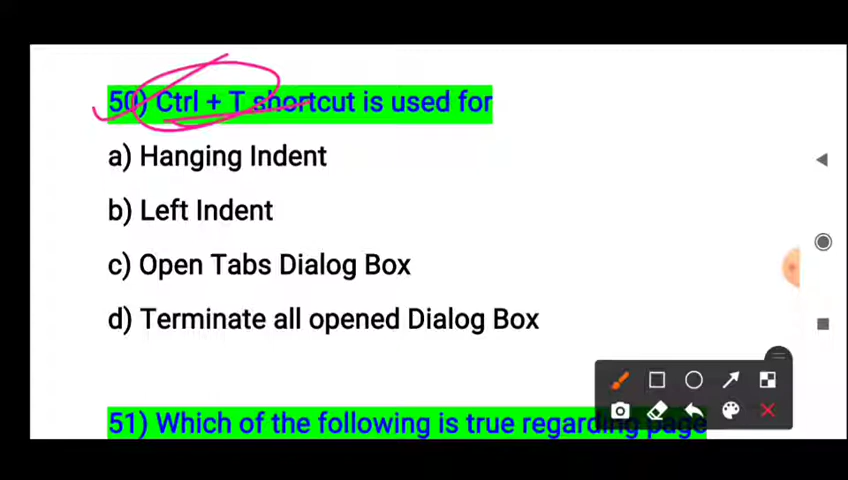 50) Ctrl + T shortcut is used for
a) Hanging Indent
b) Left Indent
c) Open Tabs Dialog Box
d) Terminate all opened Dialog Box
51) Which of the following is true regarding page